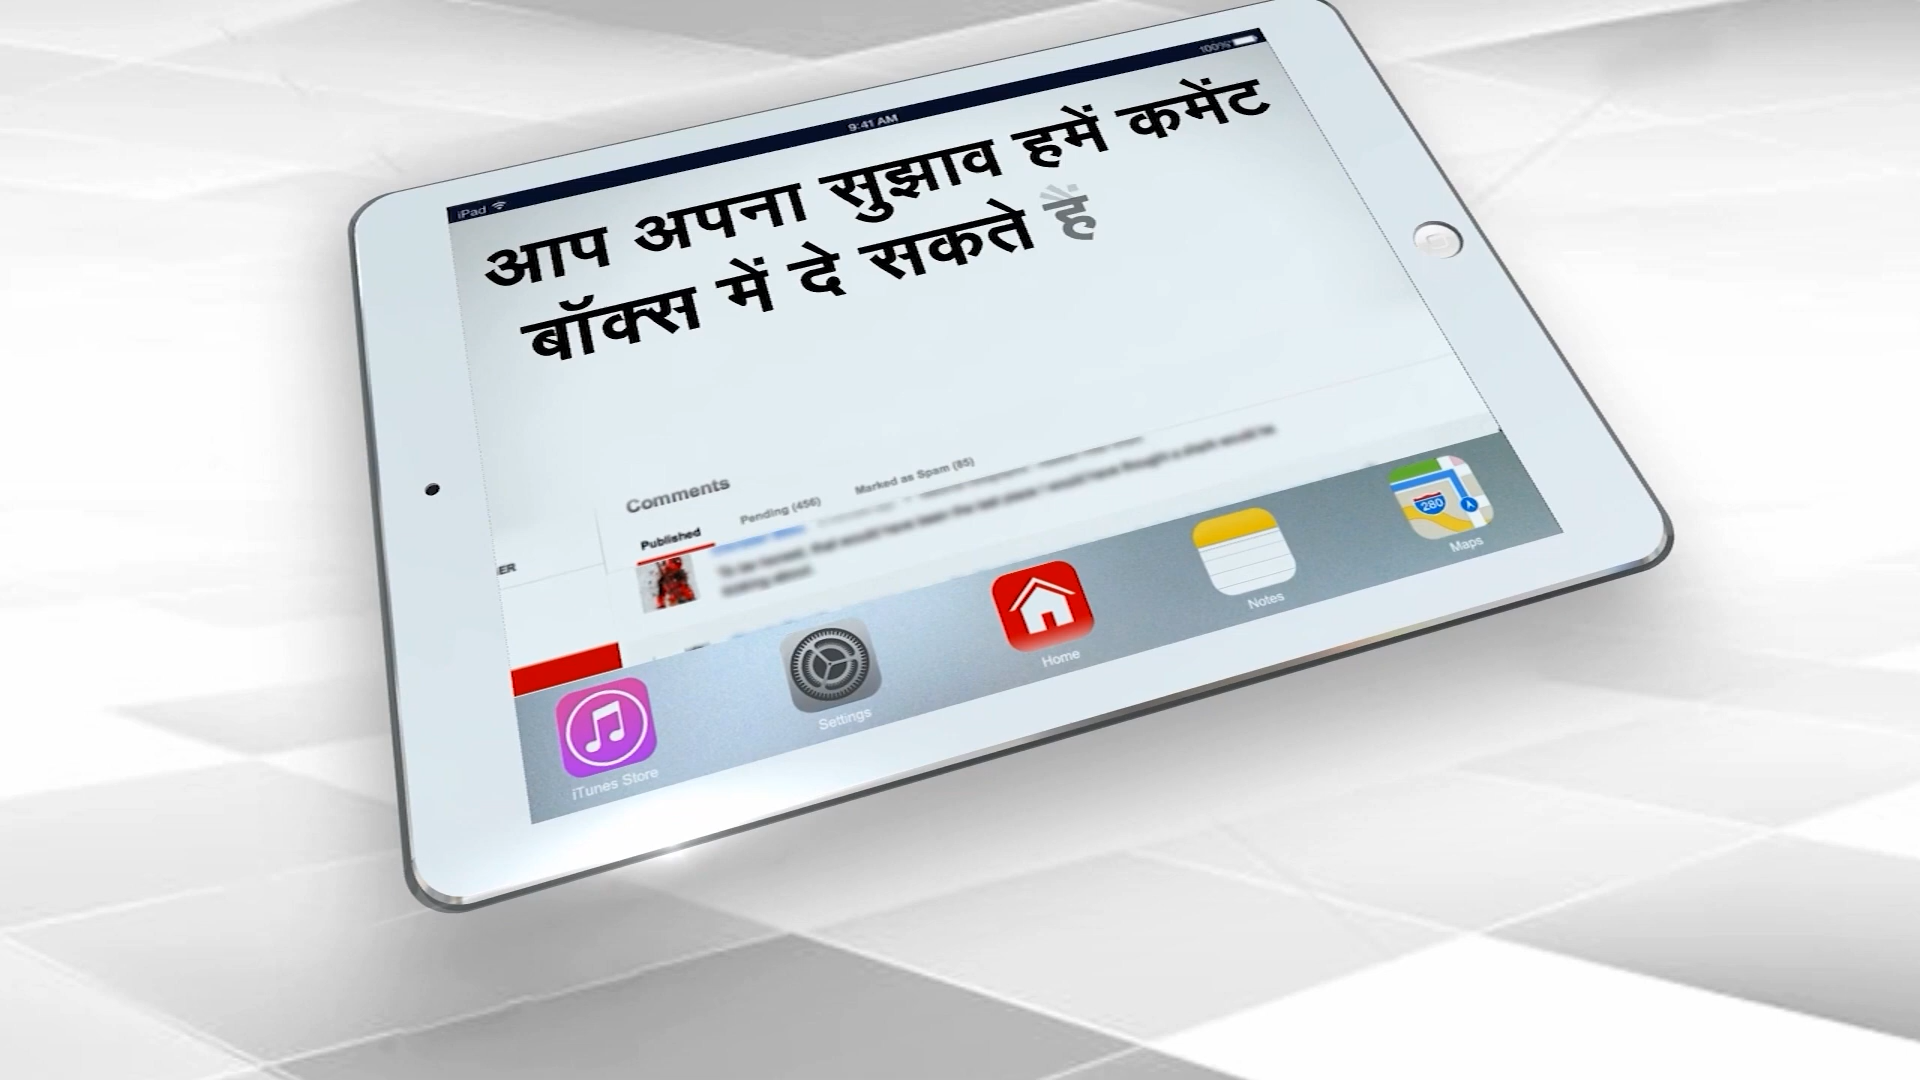 iPad
9:41 AM
100%
आप अपना सुझाव हमें कमेंट
बॉक्स में दे सकते हैं
Comments
Published
Pending (456)
Marked as Spam (85)
ER
iTunes Store
Settings
Home
Notes
Maps
280